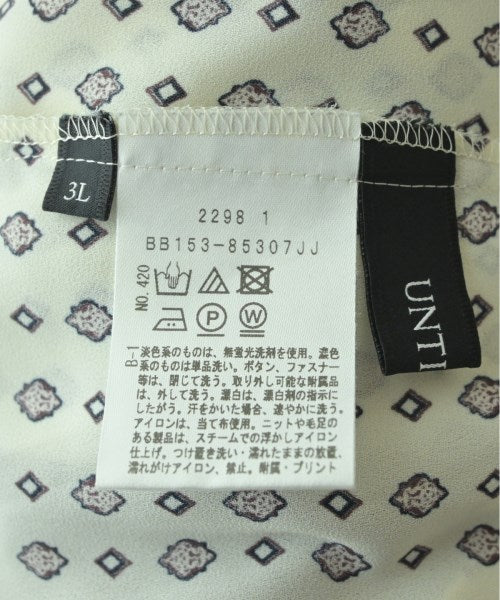 3L
2298 1
BB153-85307JJ
NO.420
P
W
B-1
淡色系のものは、無蛍光洗剤を使用。濃色
系のものは単品洗い。ボタン、ファスナー
等は、閉じて洗う。取り外し可能な附属品
は、外して洗う。漂白は、漂白剤の指示に
したがう。汗をかいた場合、速やかに洗う。
アイロンは、当て布使用。ニットや毛足の
ある製品は、スチームでの浮かしアイロン
仕上げ。つけ置き洗い・濡れたままの放置、
濡れがけアイロン、禁止。附属・プリント
UNTI